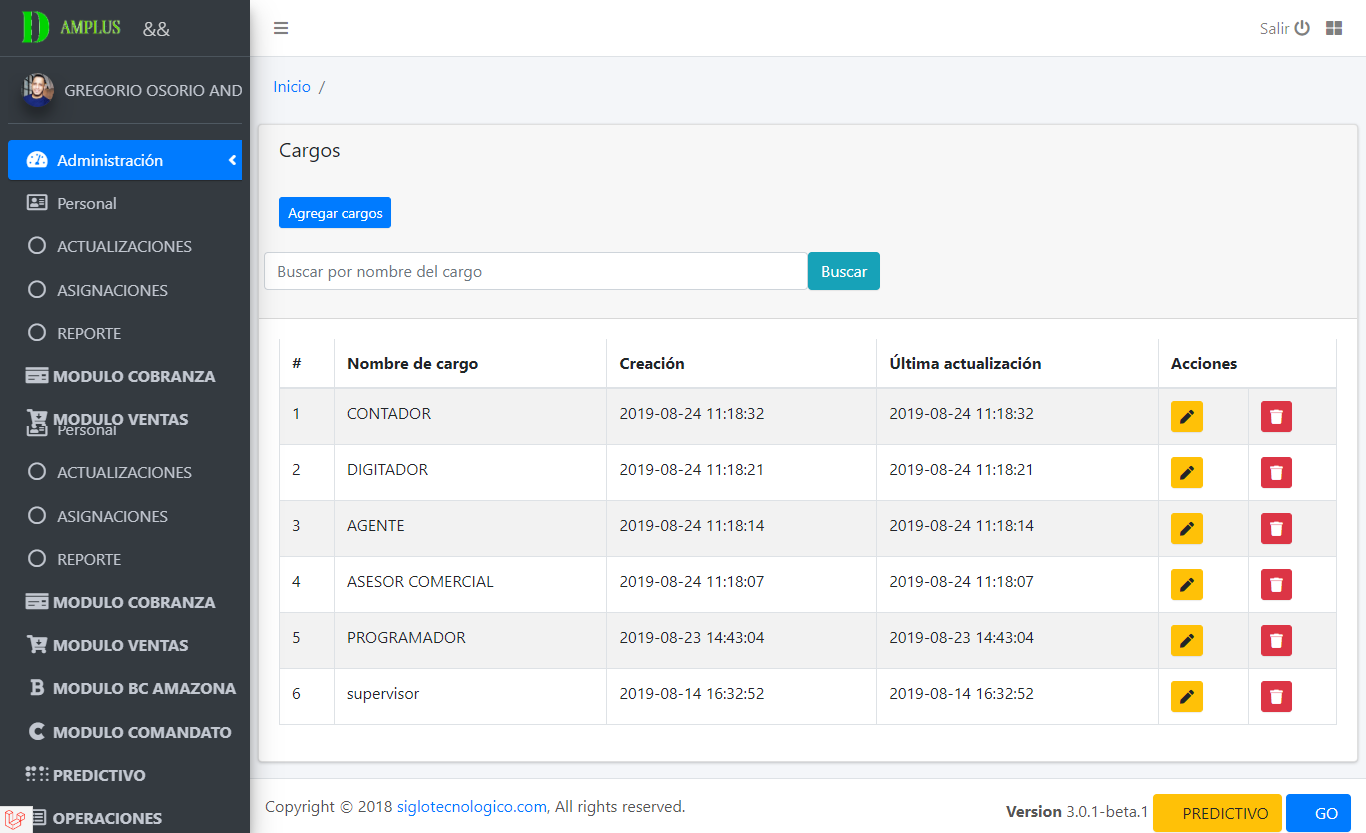 D AMPLUS &&
GREGORIO OSORIO AND
Administración
Personal
ACTUALIZACIONES
ASIGNACIONES
REPORTE
MODULO COBRANZA
MODULO VENTAS
Personal
ACTUALIZACIONES
ASIGNACIONES
REPORTE
MODULO COBRANZA
MODULO VENTAS
MODULO BC AMAZONA
MODULO COMANDATO
PREDICTIVO
OPERACIONES
Salir
Inicio /
Cargos
Agregar cargos
Buscar por nombre del cargo Buscar
# Nombre de cargo Creación Última actualización Acciones
1 CONTADOR 2019-08-24 11:18:32 2019-08-24 11:18:32
2 DIGITADOR 2019-08-24 11:18:21 2019-08-24 11:18:21
3 AGENTE 2019-08-24 11:18:14 2019-08-24 11:18:14
4 ASESOR COMERCIAL 2019-08-24 11:18:07 2019-08-24 11:18:07
5 PROGRAMADOR 2019-08-23 14:43:04 2019-08-23 14:43:04
6 supervisor 2019-08-14 16:32:52 2019-08-14 16:32:52
Copyright © 2018 siglotecnologico.com, All rights reserved.
Version 3.0.1-beta.1 PREDICTIVO GO